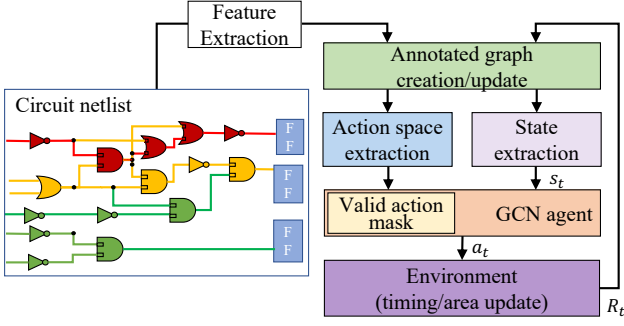 Feature
Extraction
Annotated graph
creation/update
Circuit netlist
F
F
F
F
F
F
Action space
extraction
State
extraction
s_t
Valid action
mask
GCN agent
a_t
Environment
(timing/area update)
R_t